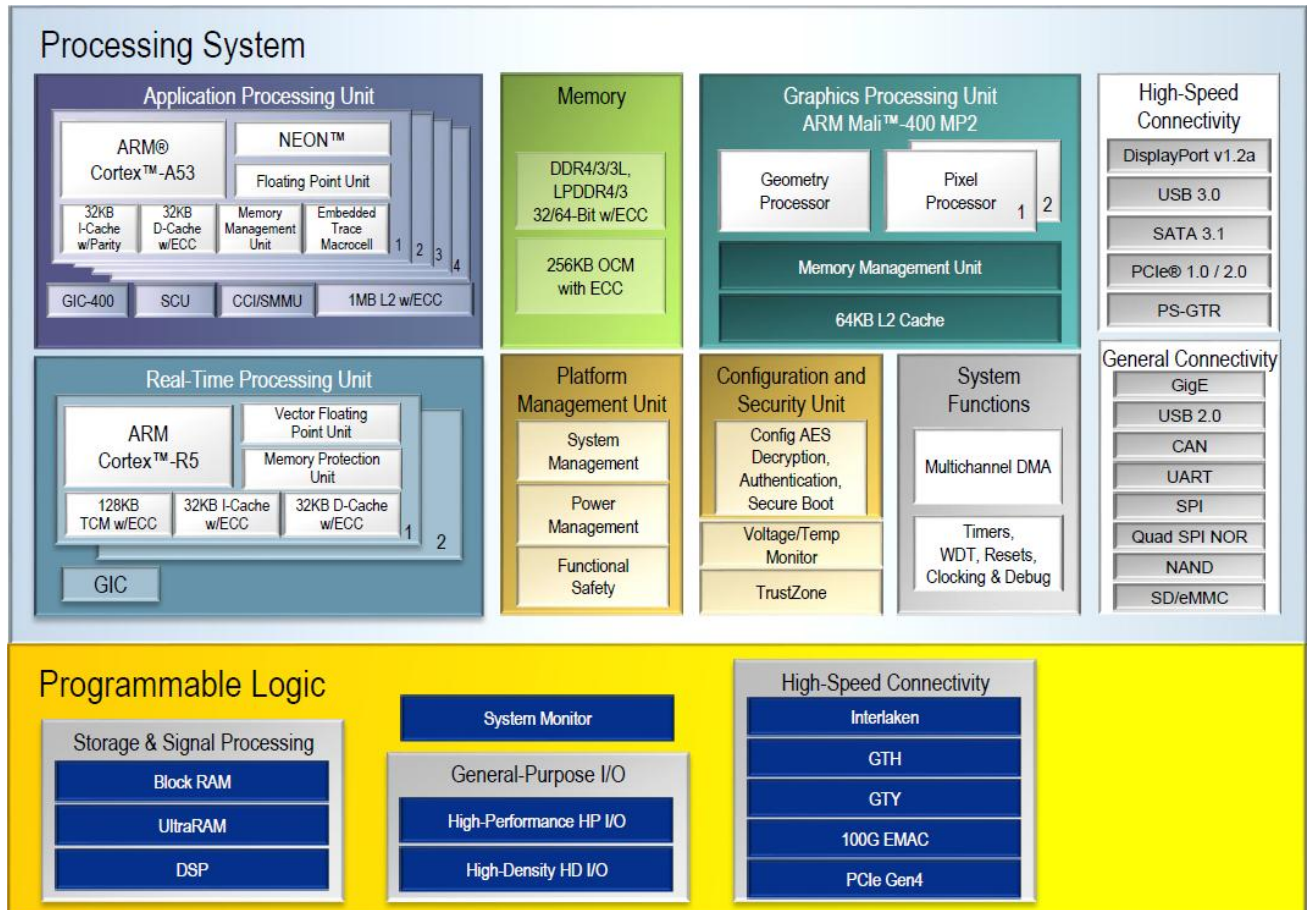 Processing System
Application Processing Unit
ARM®
Cortex™-A53
NEON™
Floating Point Unit
32KB
I-Cache
w/Parity
32KB
D-Cache
w/ECC
Memory
Management
Unit
Embedded
Trace
Macrocell
1
2
3
4
GIC-400
SCU
CCI/SMMU
1MB L2 w/ECC
Memory
DDR4/3/3L,
LPDDR4/3
32/64-Bit w/ECC
256KB OCM
with ECC
Graphics Processing Unit
ARM Mali™-400 MP2
Geometry
Processor
Pixel
Processor
1
2
Memory Management Unit
64KB L2 Cache
High-Speed
Connectivity
DisplayPort v1.2a
USB 3.0
SATA 3.1
PCIe® 1.0 / 2.0
PS-GTR
Real-Time Processing Unit
ARM
Cortex™-R5
Vector Floating
Point Unit
Memory Protection
Unit
128KB
TCM w/ECC
32KB I-Cache
w/ECC
32KB D-Cache
w/ECC
1
2
GIC
Platform
Management Unit
System
Management
Power
Management
Functional
Safety
Configuration and
Security Unit
Config AES
Decryption,
Authentication,
Secure Boot
Voltage/Temp
Monitor
TrustZone
System
Functions
Multichannel DMA
Timers,
WDT, Resets,
Clocking & Debug
General Connectivity
GigE
USB 2.0
CAN
UART
SPI
Quad SPI NOR
NAND
SD/eMMC
Programmable Logic
Storage & Signal Processing
Block RAM
UltraRAM
DSP
System Monitor
General-Purpose I/O
High-Performance HP I/O
High-Density HD I/O
High-Speed Connectivity
Interlaken
GTH
GTY
100G EMAC
PCIe Gen4